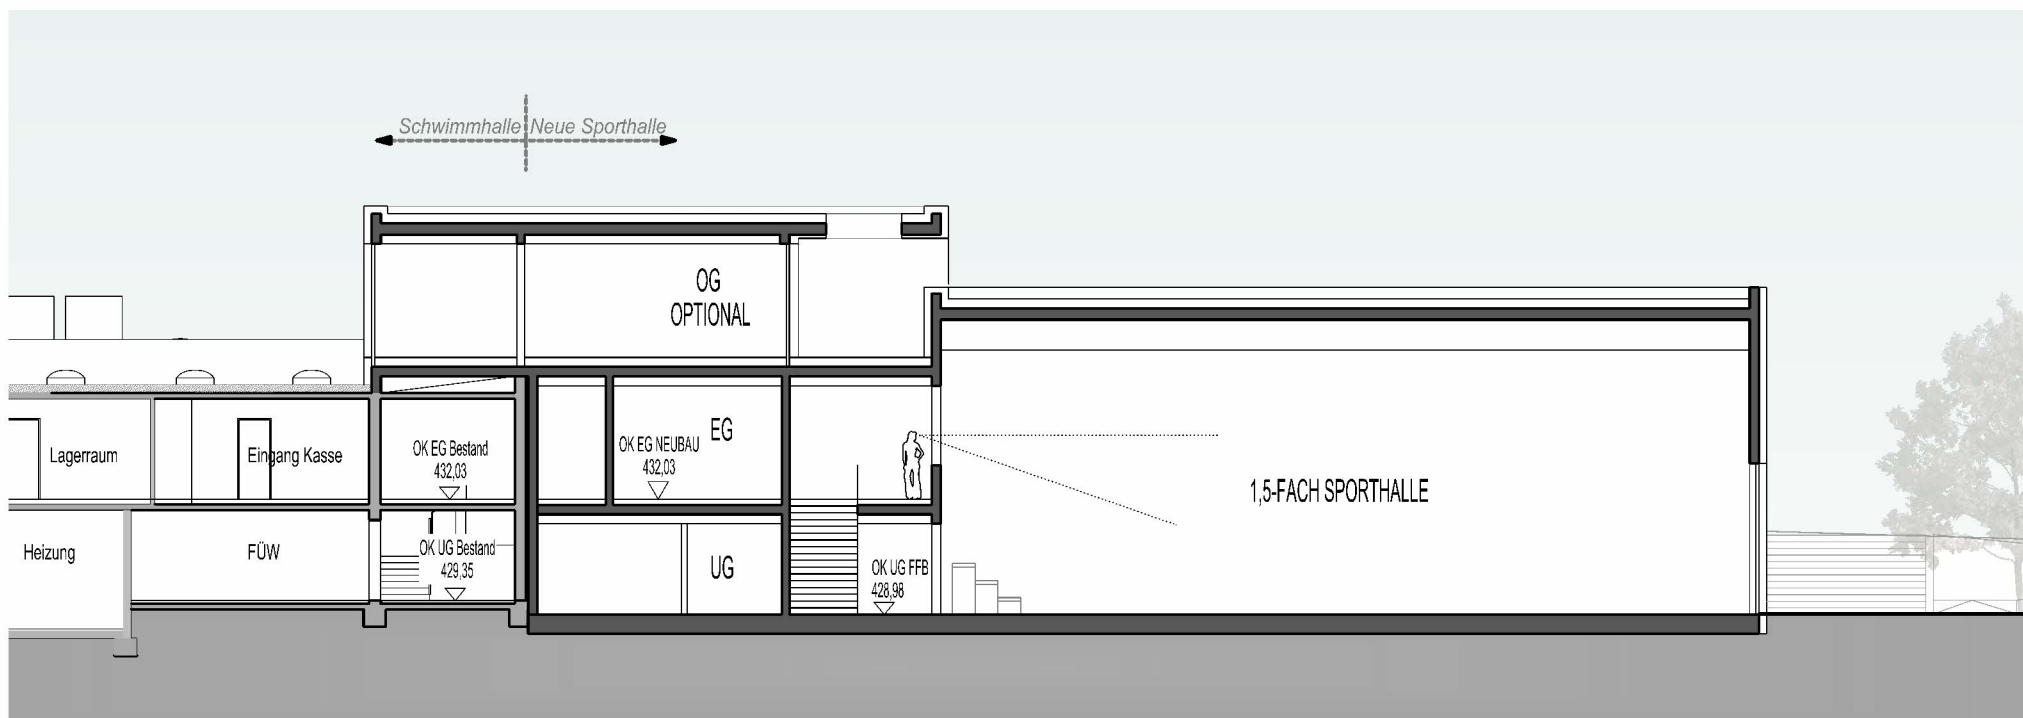 Schwimmhalle Neue Sporthalle
OG
OPTIONAL
Lagerraum
Eingang Kasse
OK EG Bestand
432,03
OK EG NEUBAU
432,03
EG
1,5-FACH SPORTHALLE
Heizung
FÜW
OK UG Bestand
429,35
UG
OK UG FFB
428,98